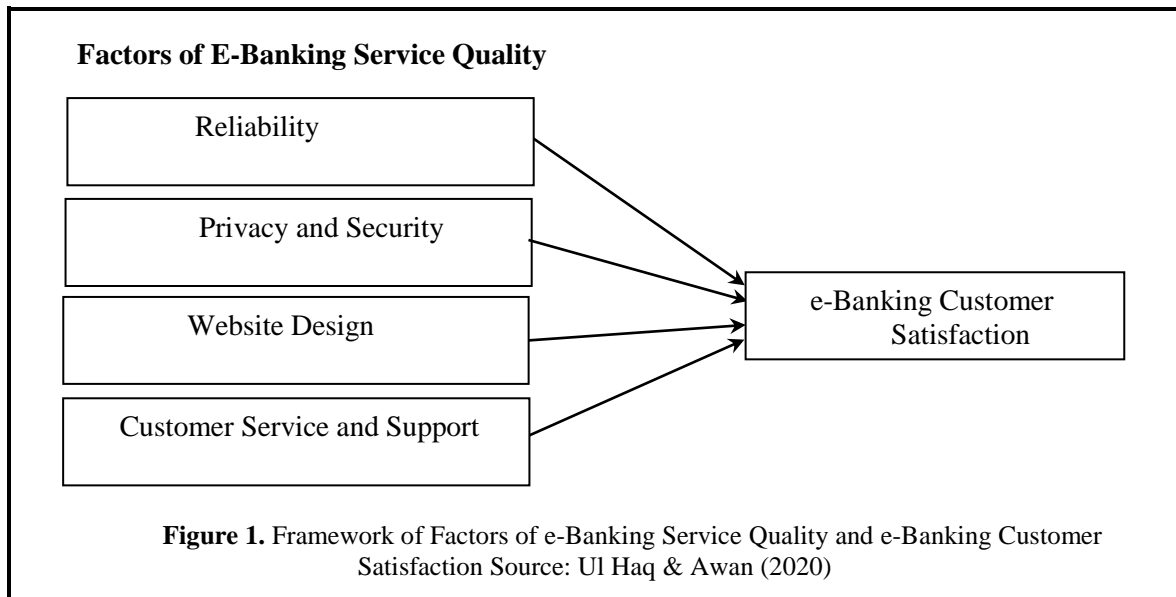 Factors of E-Banking Service Quality
Reliability
Privacy and Security
Website Design
Customer Service and Support
e-Banking Customer
Satisfaction
Figure 1. Framework of Factors of e-Banking Service Quality and e-Banking Customer
Satisfaction Source: Ul Haq & Awan (2020)